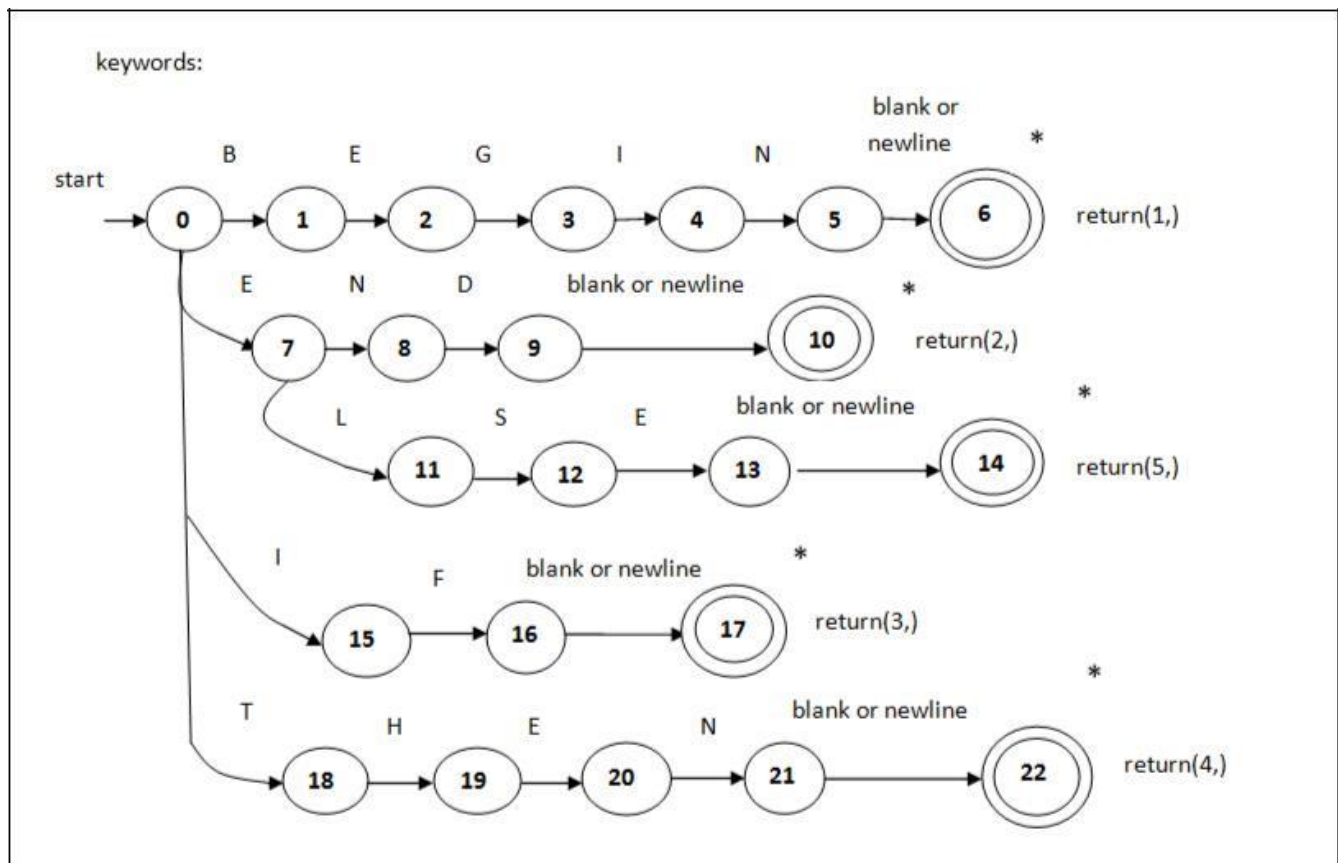 keywords:
blank or
newline
*
B E G I N
start
0 1 2 3 4 5 6 return(1,)
E N D blank or newline *
7 8 9 10 return(2,)
L S E blank or newline *
11 12 13 14 return(5,)
I F blank or newline *
15 16 17 return(3,)
T H E N blank or newline *
18 19 20 21 22 return(4,)